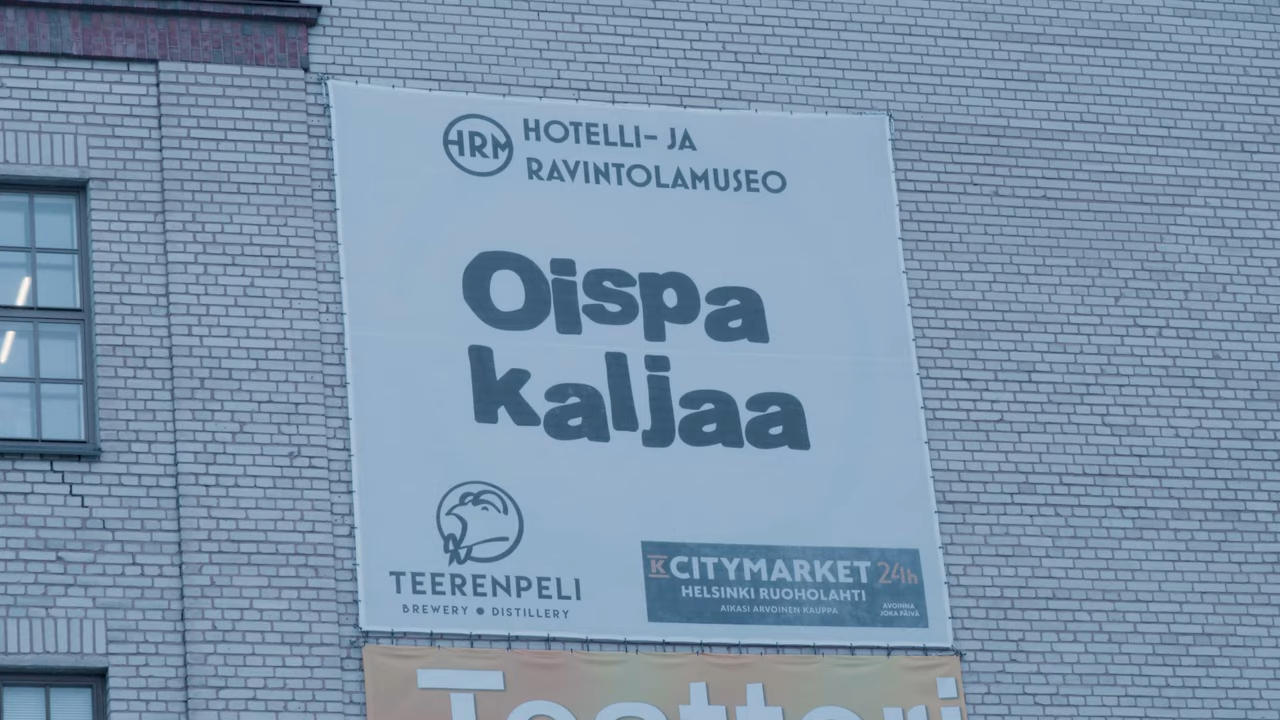 HRM
HOTELLI- JA
RAVINTOLAMUSEO
Oispa
kaljaa
TEERENPELI
BREWERY • DISTILLERY
K CITYMARKET 24h
HELSINKI RUOHOLAHTI
AIKASI ARVOINEN KAUPPA
AVOINNA
JOKA PÄIVÄ
Teatteri